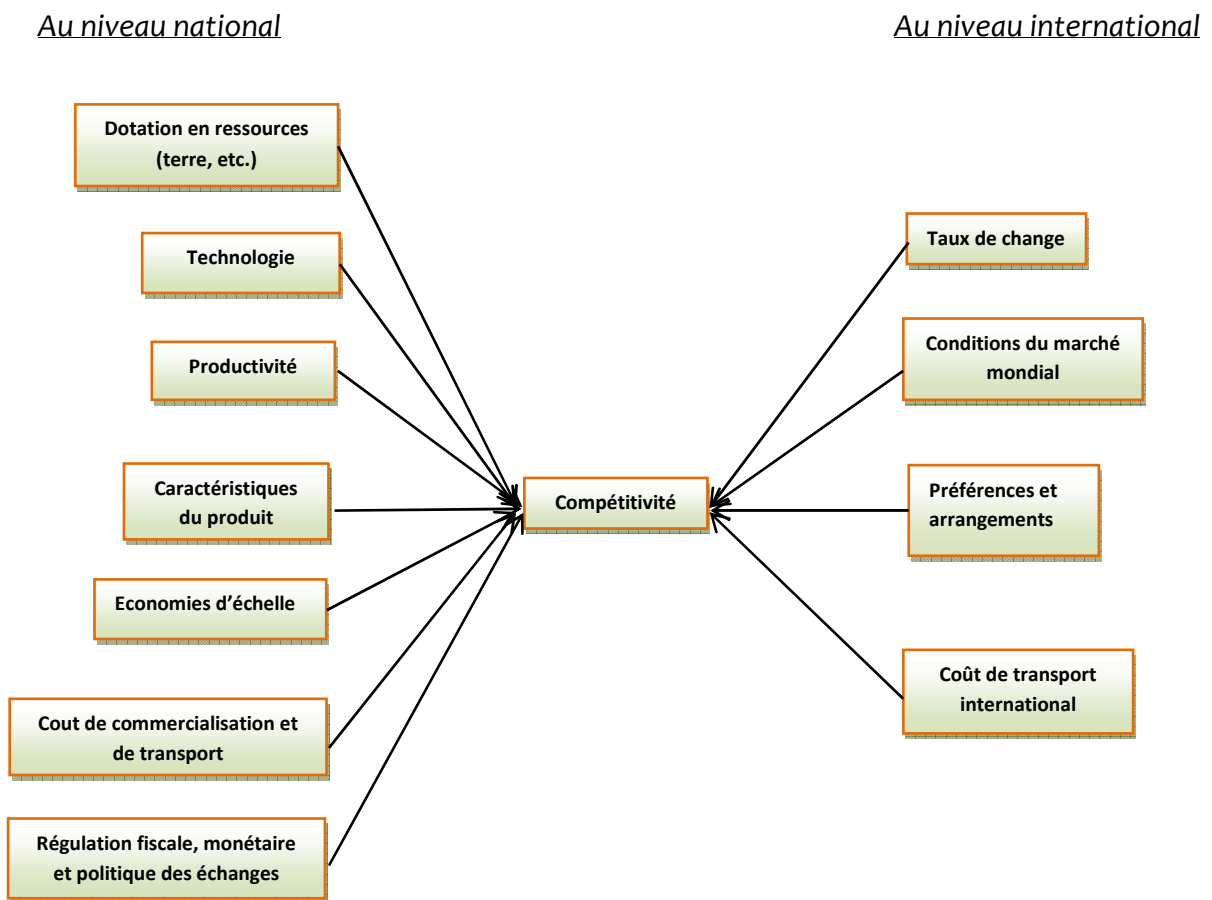 Au niveau national
Au niveau international
Dotation en ressources
(terre, etc.)
Technologie
Productivité
Caractéristiques
du produit
Economies d'échelle
Cout de commercialisation et
de transport
Régulation fiscale, monétaire
et politique des échanges
Compétitivité
Taux de change
Conditions du marché
mondial
Préférences et
arrangements
Coût de transport
international